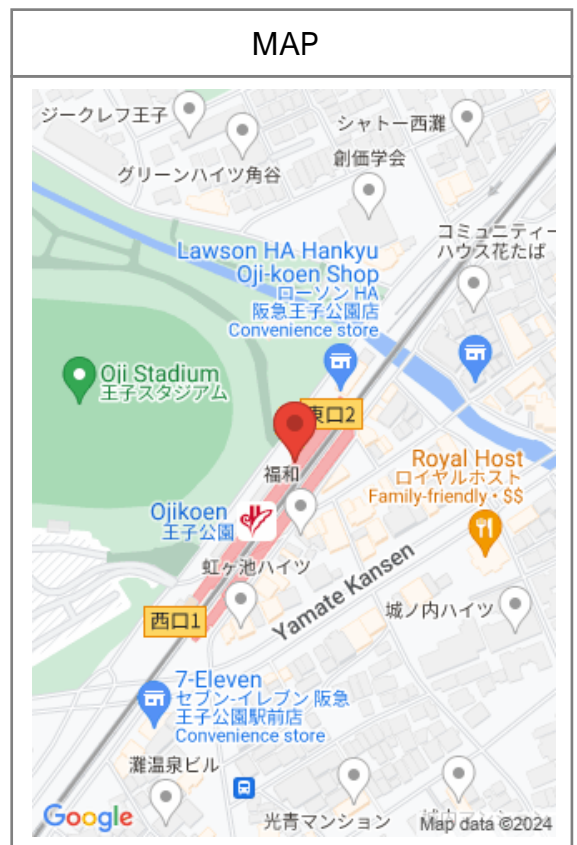 MAP
ジークレフ王子
グリーンハイツ角谷
シャトー西灘
創価学会
コミュニティー
ハウス花たば
Lawson HA Hankyu
Oji-koen Shop
ローソン HA
阪急王子公園店
Convenience store
Oji Stadium
王子スタジアム
東口2
福和
Royal Host
ロイヤルホスト
Family-friendly・$$
Ojikoen
王子公園
虹ヶ池ハイツ
Yamate Kansen
城ノ内ハイツ
西口1
7-Eleven
セブン-イレブン 阪急
王子公園駅前店
Convenience store
灘温泉ビル
光青マンション
Google
Map data ©2024